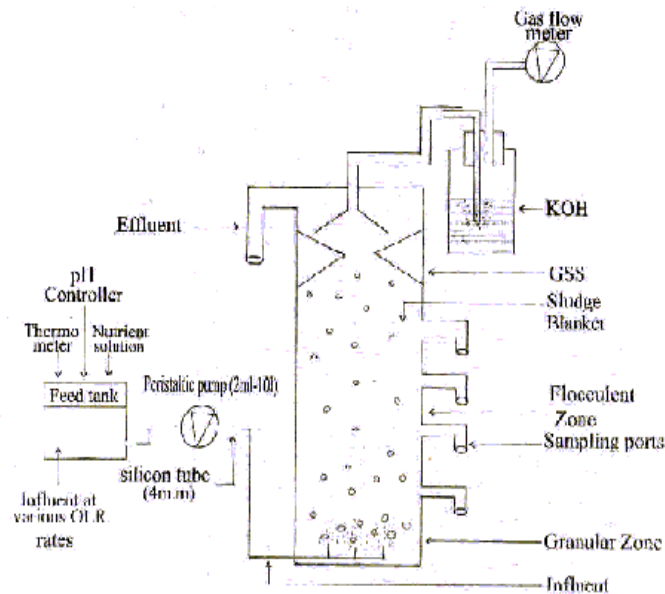 Gas flow
meter
KOH
Effluent
GSS
Sludge
Blanket
pH
Controller
Thermo
meter
Nutrient
solution
Feed tank
Peristaltic pump (2ml-10l)
Flocculent
Zone
Sampling ports
silicon tube
(4m.m)
Influent at
various OLR
rates
Granular Zone
Influent